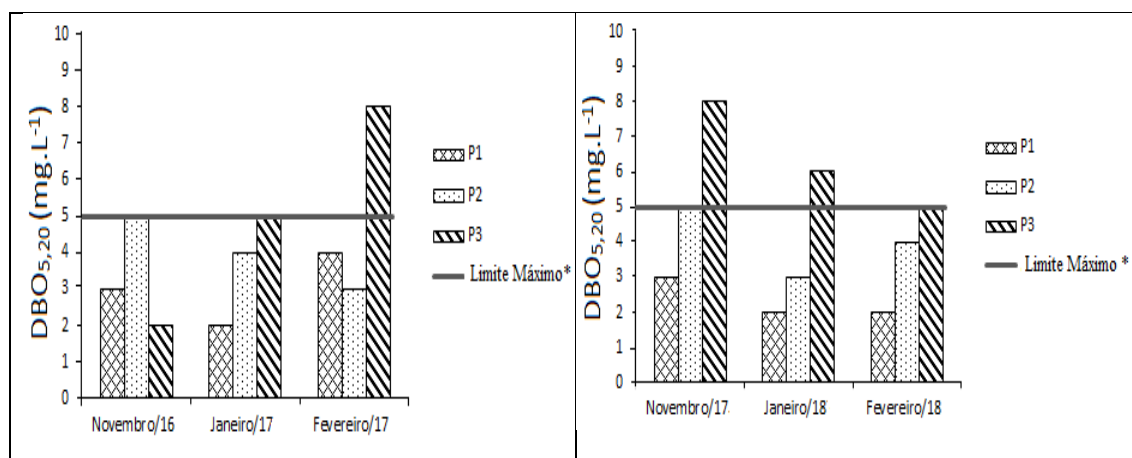 DBO5,20 (mg.L-1)
10
9
8
7
6
5
4
3
2
1
0
Novembro/16 Janeiro/17 Fevereiro/17
P1
P2
P3
Limite Máximo*
DBO5,20 (mg.L-1)
10
9
8
7
6
5
4
3
2
1
0
Novembro/17 Janeiro/18 Fevereiro/18
P1
P2
P3
Limite Máximo *